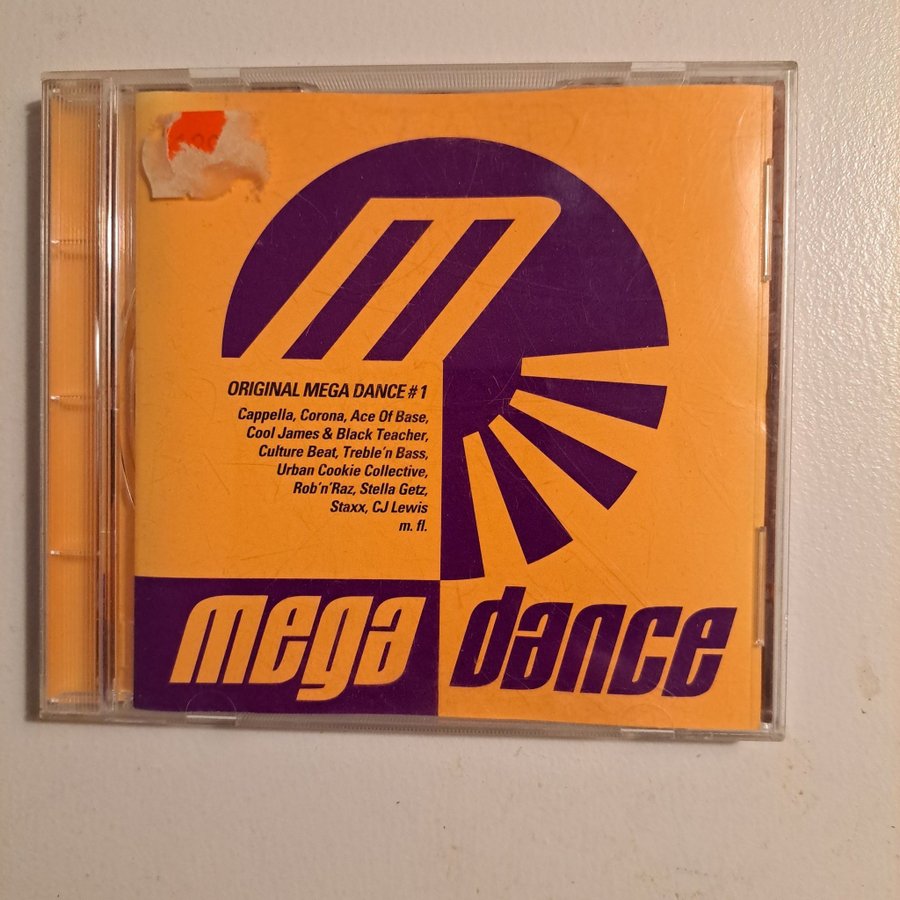 ORIGINAL MEGA DANCE #1
Cappella, Corona, Ace Of Base,
Cool James & Black Teacher,
Culture Beat, Treble'n Bass,
Urban Cookie Collective,
Rob'n'Raz, Stella Getz,
Staxx, CJ Lewis
m. fl.
mega dance